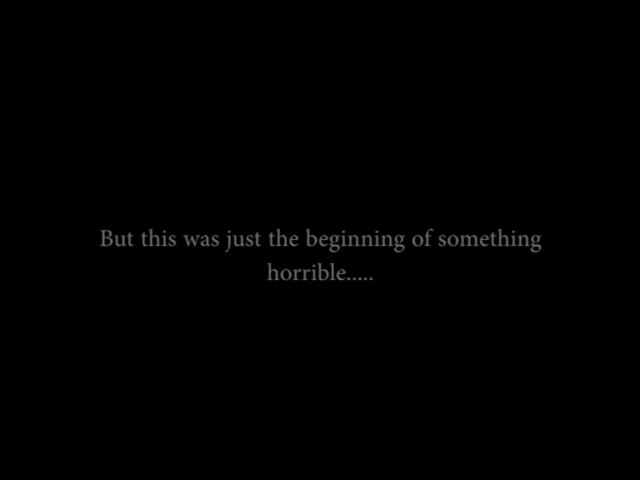 But this was just the beginning of something
horrible.....